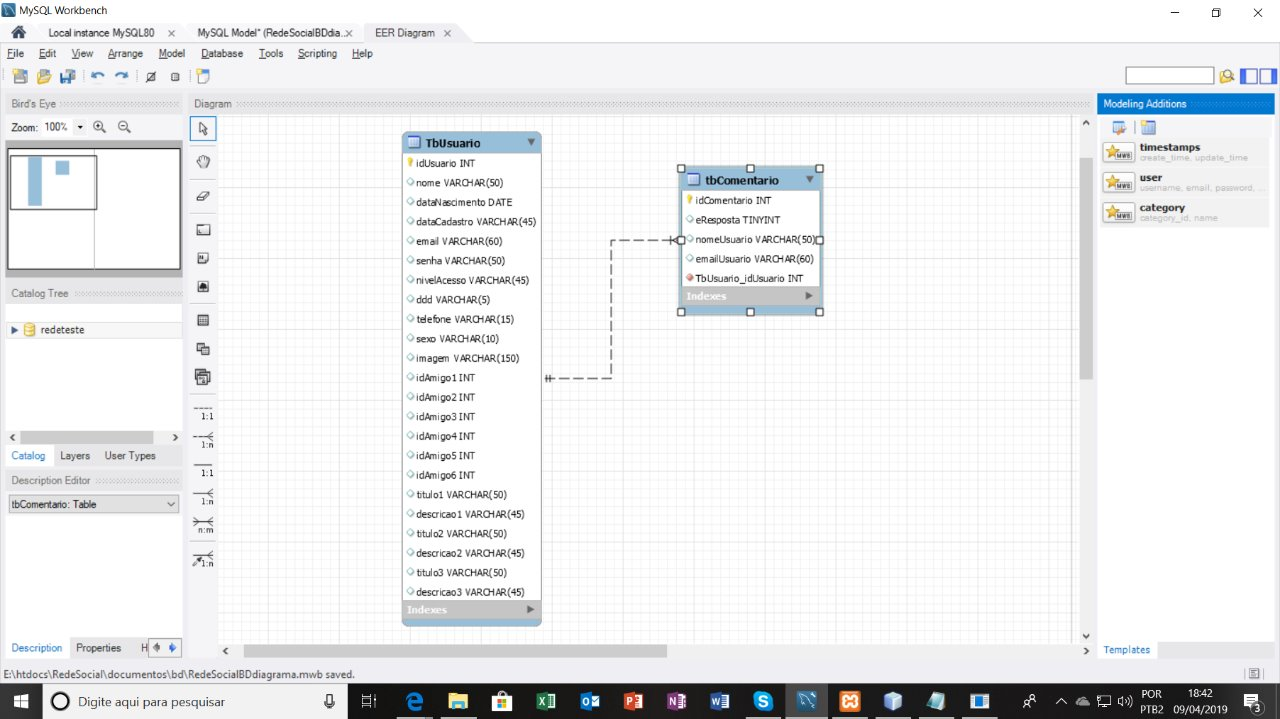 MySQL Workbench
Local instance MySQL80
MySQL Model* (RedeSocialBDdia...
EER Diagram
File Edit View Arrange Model Database Tools Scripting Help
Bird's Eye
Zoom: 100%
Catalog Tree
redeteste
Catalog Layers User Types
Description Editor
tbComentario: Table
Description Properties H
Diagram
1:1
1:n
1:1
1:n
n:m
1:n
TbUsuario
idUsuario INT
nome VARCHAR(50)
dataNascimento DATE
dataCadastro VARCHAR(45)
email VARCHAR(60)
senha VARCHAR(50)
nivelAcesso VARCHAR(45)
ddd VARCHAR(5)
telefone VARCHAR(15)
sexo VARCHAR(10)
imagem VARCHAR(150)
idAmigo1 INT
idAmigo2 INT
idAmigo3 INT
idAmigo4 INT
idAmigo5 INT
idAmigo6 INT
titulo1 VARCHAR(50)
descricao1 VARCHAR(45)
titulo2 VARCHAR(50)
descricao2 VARCHAR(45)
titulo3 VARCHAR(50)
descricao3 VARCHAR(45)
Indexes
tbComentario
idComentario INT
eResposta TINYINT
nomeUsuario VARCHAR(50)
emailUsuario VARCHAR(60)
TbUsuario_idUsuario INT
Indexes
Modeling Additions
timestamps
create_time, update_time
user
username, email, password, ...
category
category_id, name
Templates
E:\htdocs\RedeSocial\documentos\bd\RedeSocialBDdiagrama.mwb saved.
Digite aqui para pesquisar
POR
PTB2
18:42
09/04/2019
3